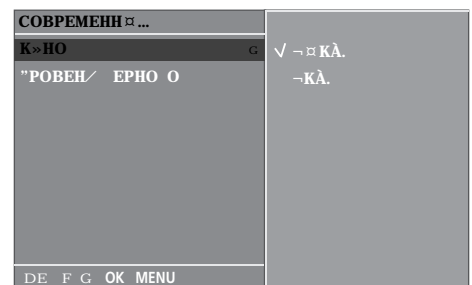 СОВРЕМЕНН¤...
К»НО G
√ ¬¤КÀ.
"РОВЕН⁄ ЕРНО О
¬КÀ.
DE F G OK MENU